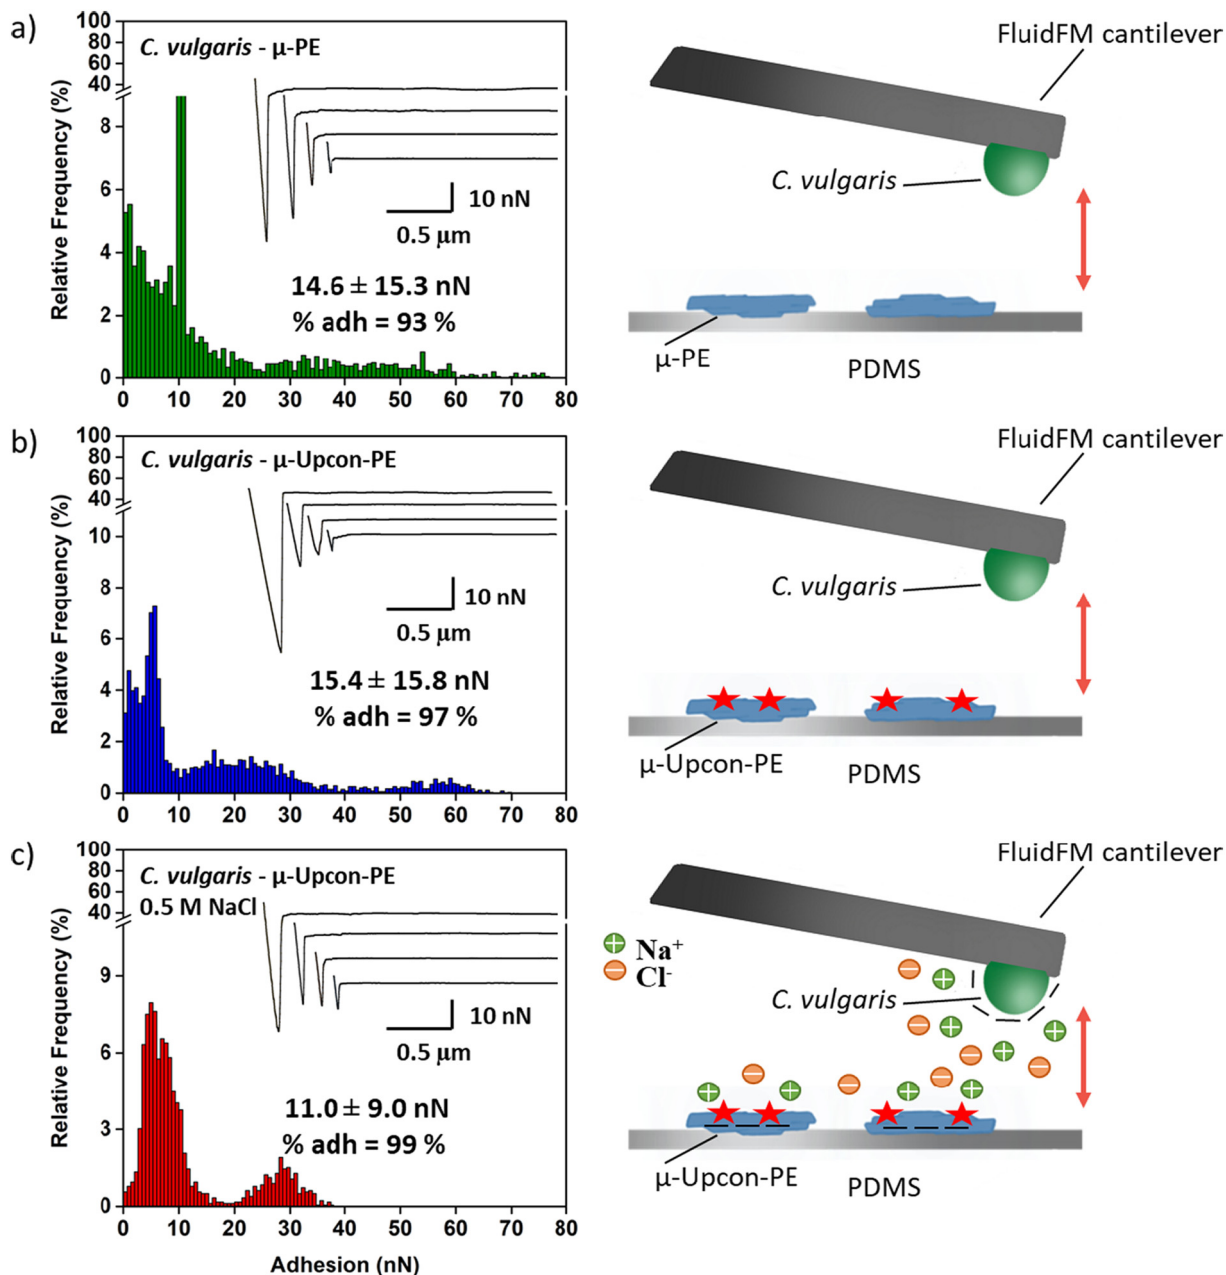 a)
100
80
60
40
8
6
4
2
0
Relative Frequency (%)
C. vulgaris - μ-PE
10 nN
0.5 μm
14.6 ± 15.3 nN
% adh = 93 %
0 10 20 30 40 50 60 70 80
FluidFM cantilever
C. vulgaris
μ-PE
PDMS
b)
100
80
60
40
10
8
6
4
2
0
Relative Frequency (%)
C. vulgaris - μ-Upcon-PE
10 nN
0.5 μm
15.4 ± 15.8 nN
% adh = 97 %
0 10 20 30 40 50 60 70 80
FluidFM cantilever
C. vulgaris
μ-Upcon-PE
PDMS
c)
100
80
60
40
9
6
3
0
Relative Frequency (%)
C. vulgaris - μ-Upcon-PE
0.5 M NaCl
10 nN
0.5 μm
11.0 ± 9.0 nN
% adh = 99 %
0 10 20 30 40 50 60 70 80
Adhesion (nN)
FluidFM cantilever
Na⁺
Cl⁻
C. vulgaris
μ-Upcon-PE
PDMS